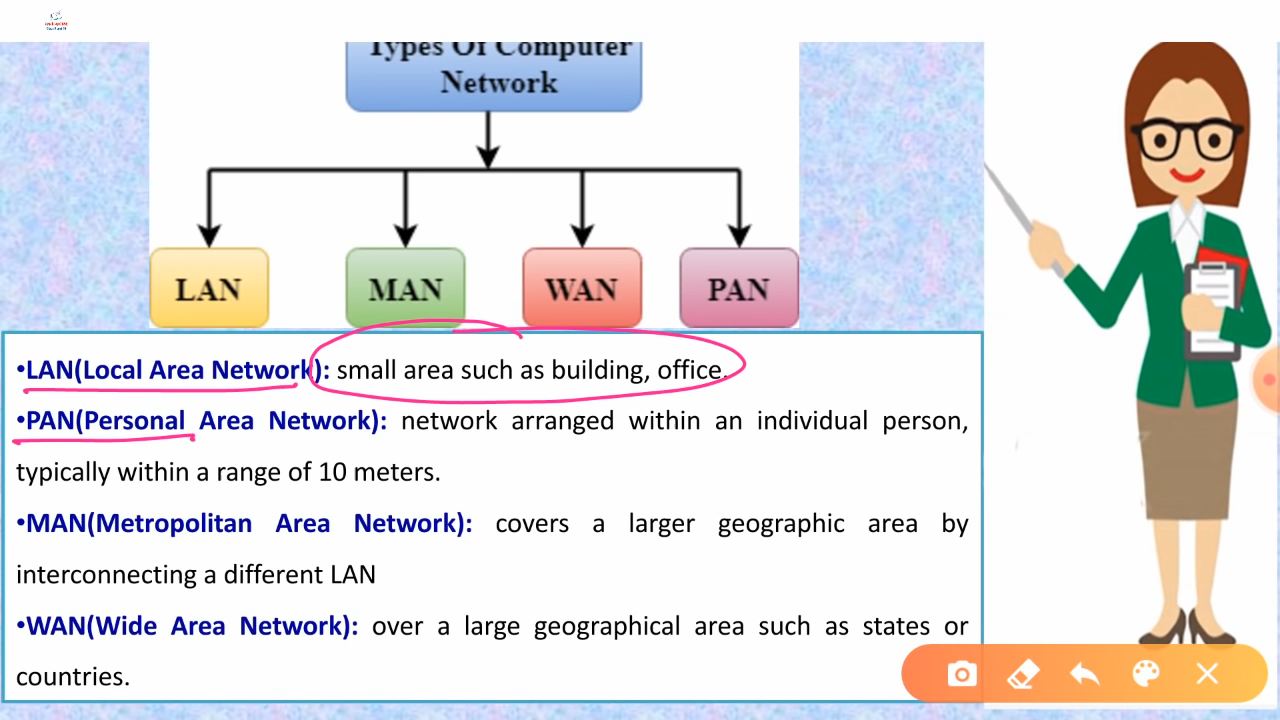 Types Of Computer
Network
LAN MAN WAN PAN
•LAN(Local Area Network): small area such as building, office.
•PAN(Personal Area Network): network arranged within an individual person,
typically within a range of 10 meters.
•MAN(Metropolitan Area Network): covers a larger geographic area by
interconnecting a different LAN
•WAN(Wide Area Network): over a large geographical area such as states or
countries.